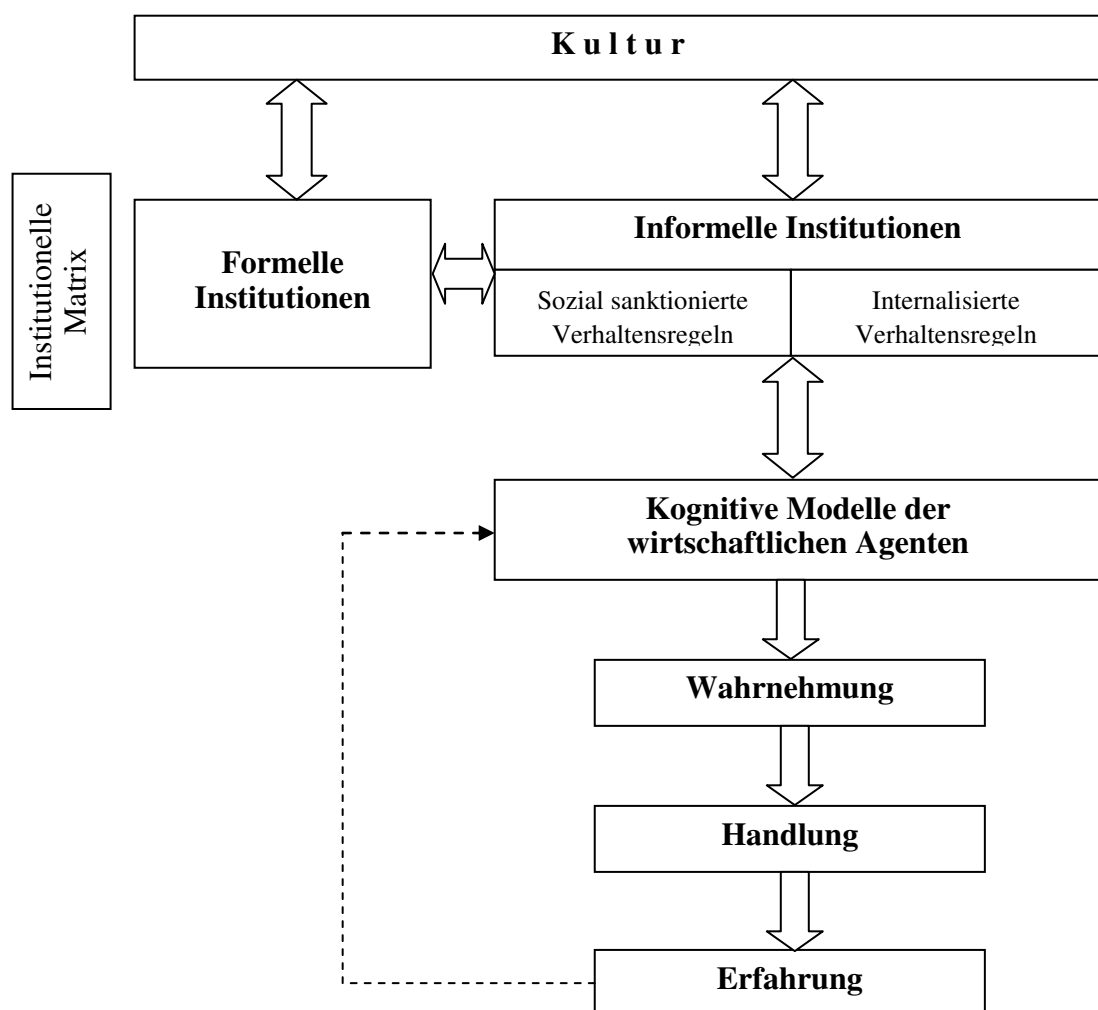 K u l t u r
Institutionelle
Matrix
Formelle
Institutionen
Informelle Institutionen
Sozial sanktionierte
Verhaltensregeln
Internalisierte
Verhaltensregeln
Kognitive Modelle der
wirtschaftlichen Agenten
Wahrnehmung
Handlung
Erfahrung